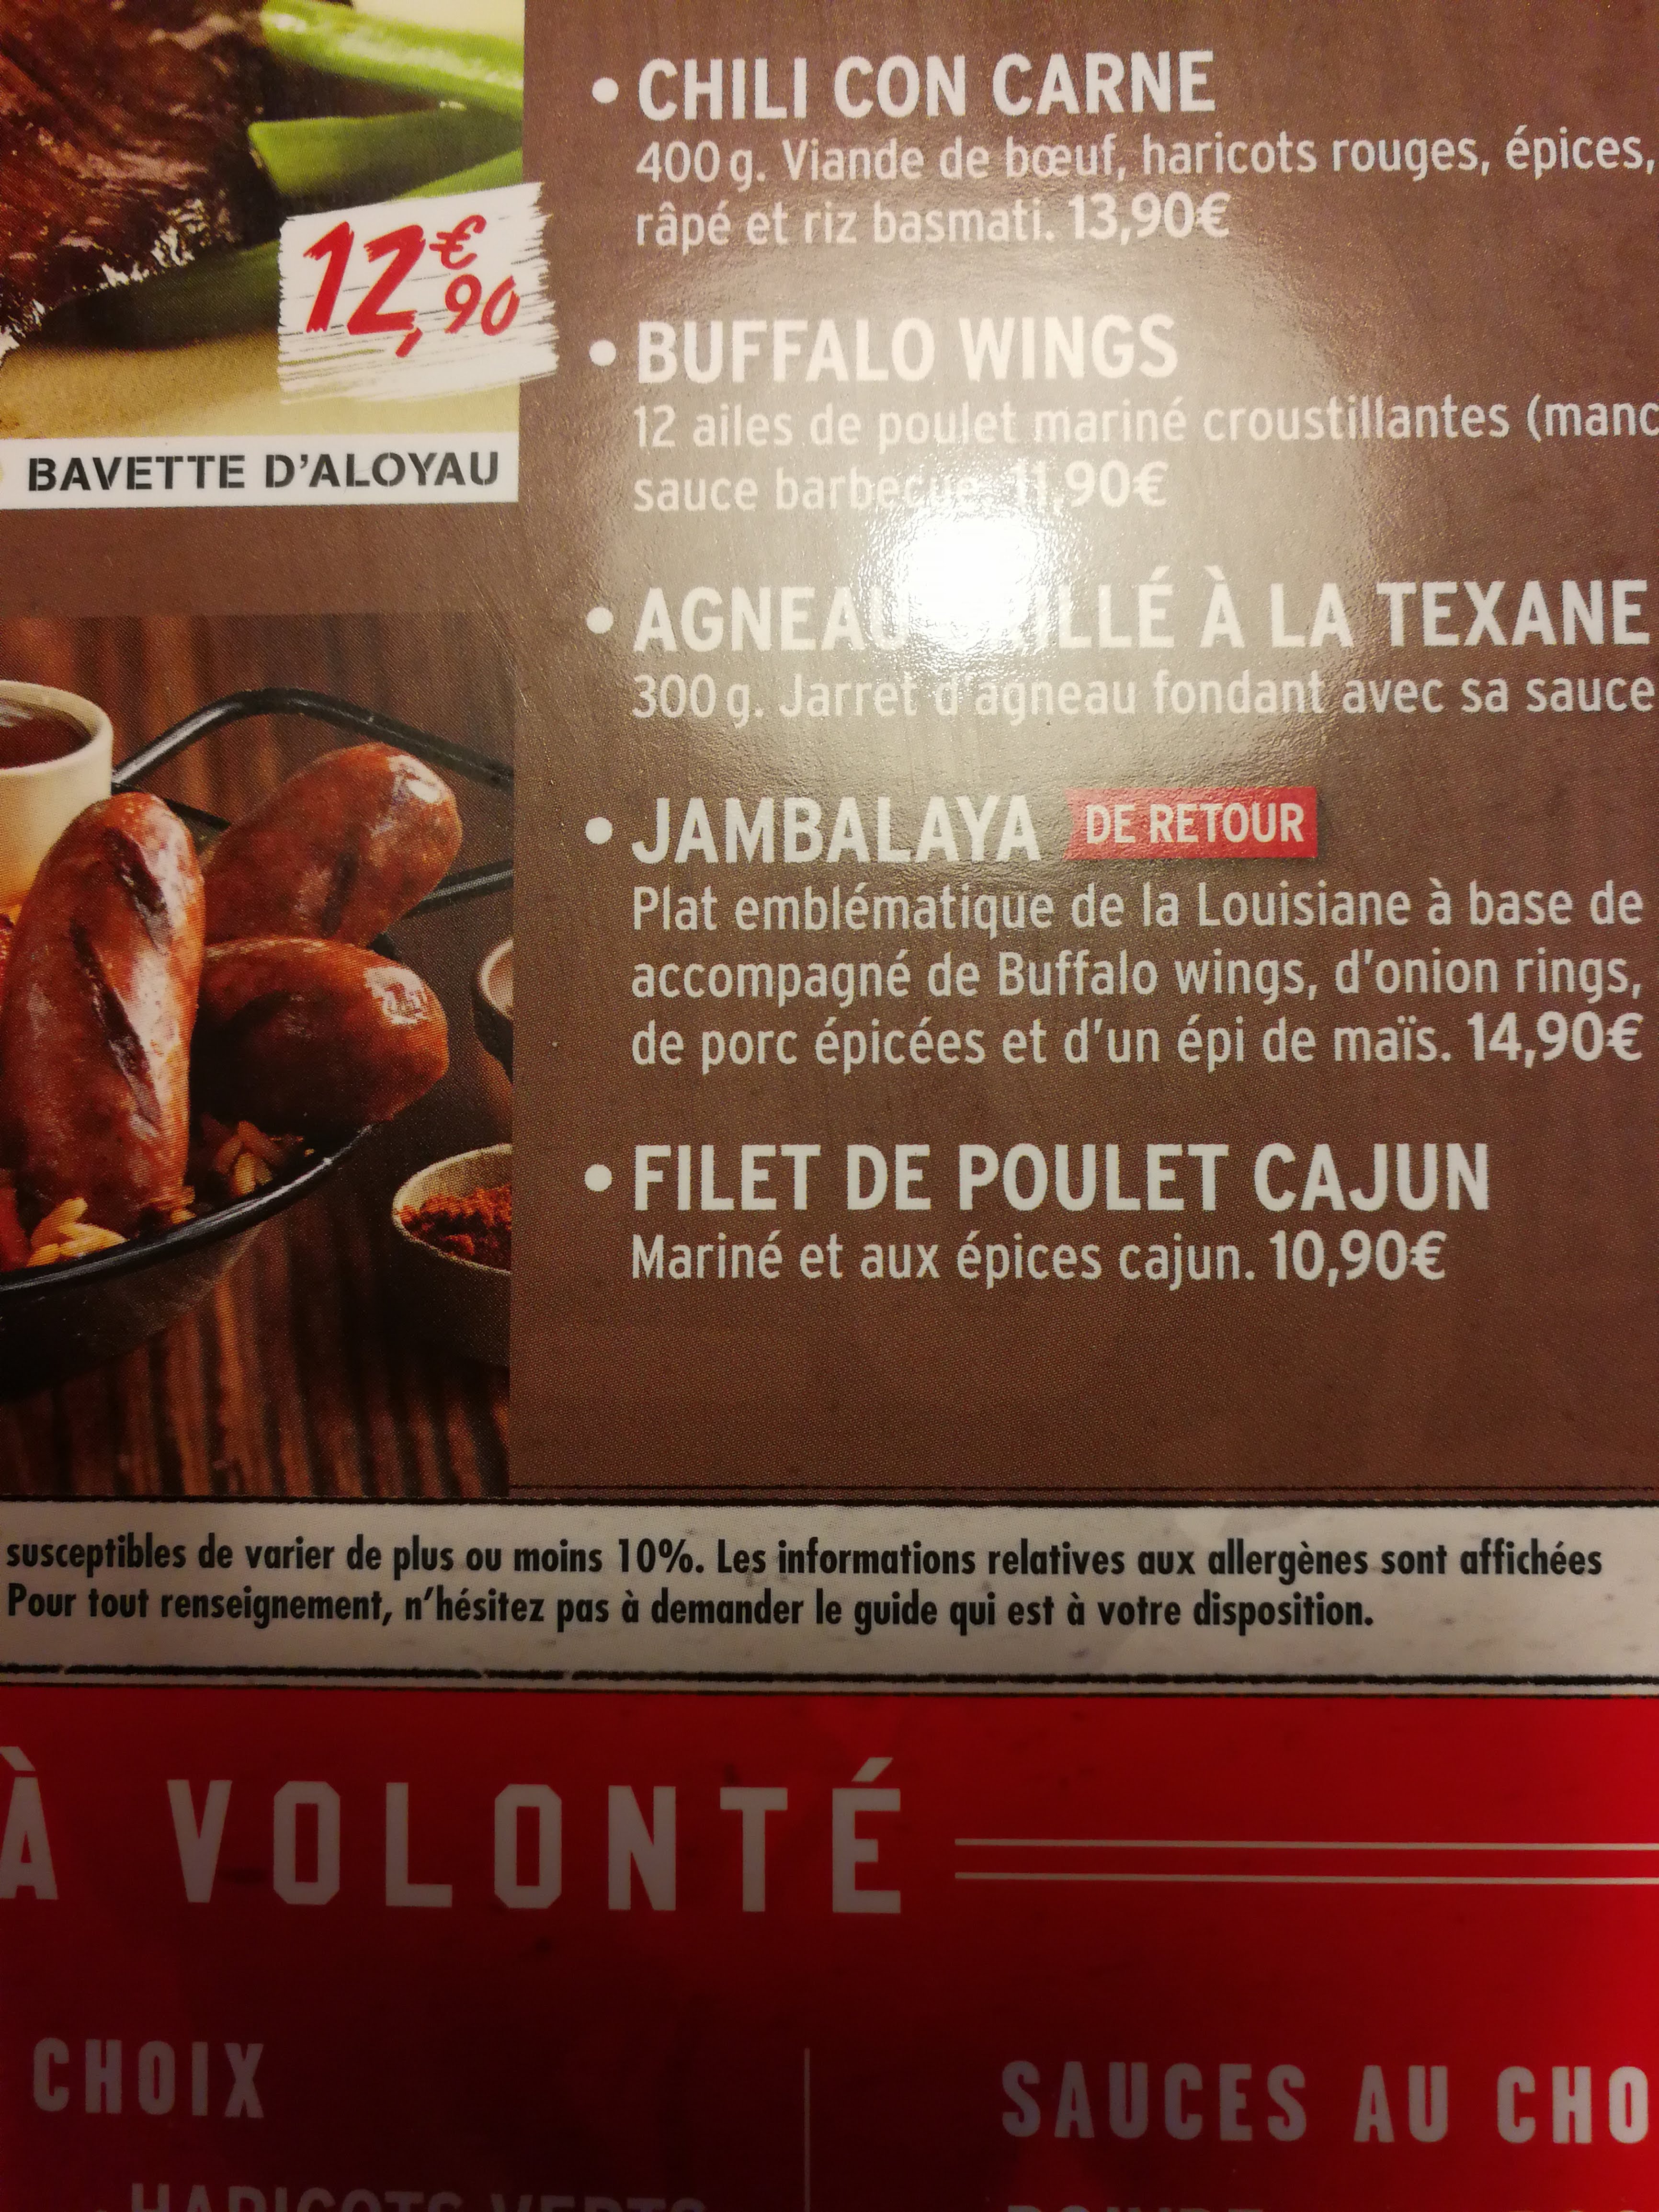 12,€90
BAVETTE D'ALOYAU
• CHILI CON CARNE
400 g. Viande de bœuf, haricots rouges, épices,
râpé et riz basmati. 13,90€
• BUFFALO WINGS
12 ailes de poulet mariné croustillantes (manc
sauce barbecue. 11,90€
• AGNEAU À LA TEXANE
300 g. Jarret d'agneau fondant avec sa sauce
• JAMBALAYA DE RETOUR
Plat emblématique de la Louisiane à base de
accompagné de Buffalo wings, d'onion rings,
de porc épicées et d'un épi de maïs. 14,90€
• FILET DE POULET CAJUN
Mariné et aux épices cajun. 10,90€
susceptibles de varier de plus ou moins 10%. Les informations relatives aux allergènes sont affichées
Pour tout renseignement, n'hésitez pas à demander le guide qui est à votre disposition.
À VOLONTÉ
CHOIX
SAUCES AU CHO
HARICOTS VERTS